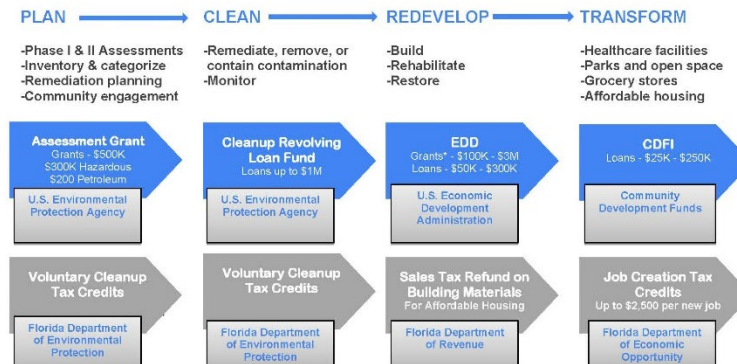 PLAN
CLEAN
REDEVELOP
TRANSFORM
-Phase I & II Assessments
-Inventory & categorize
-Remediation planning
-Community engagement
-Remediate, remove, or
contain contamination
-Monitor
-Build
-Rehabilitate
-Restore
-Healthcare facilities
-Parks and open space
-Grocery stores
-Affordable housing
Assessment Grant
Grants - $500K
$300K Hazardous
$200 Petroleum
U.S. Environmental
Protection Agency
Cleanup Revolving
Loan Fund
Loans up to $1M
U.S. Environmental
Protection Agency
EDD
Grants* - $100K - $3M
Loans - $50K - $300K
U.S. Economic
Development
Administration
CDFI
Loans - $25K - $250K
Community
Development Funds
Voluntary Cleanup
Tax Credits
Florida Department
of Environmental
Protection
Voluntary Cleanup
Tax Credits
Florida Department
of Environmental
Protection
Sales Tax Refund on
Building Materials
For Affordable Housing
Florida Department
of Revenue
Job Creation Tax
Credits
Up to $2,500 per new job
Florida Department
of Economic
Opportunity